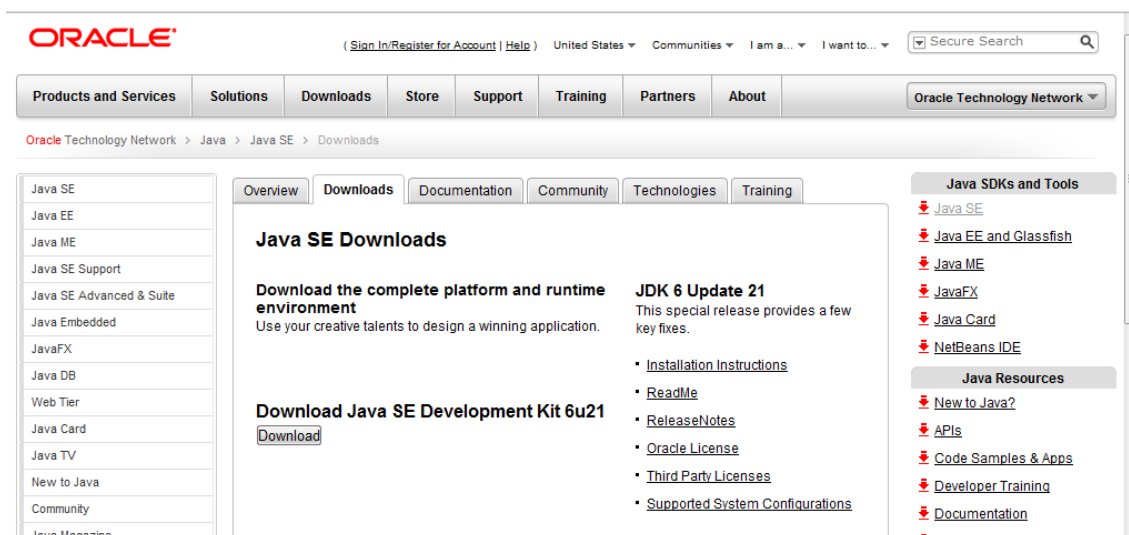 ORACLE
( Sign In/Register for Account | Help ) United States Communities I am a... I want to... Secure Search
Products and Services Solutions Downloads Store Support Training Partners About Oracle Technology Network
Oracle Technology Network > Java > Java SE > Downloads
Java SE
Java EE
Java ME
Java SE Support
Java SE Advanced & Suite
Java Embedded
JavaFX
Java DB
Web Tier
Java Card
Java TV
New to Java
Community
Java Magazine
Overview Downloads Documentation Community Technologies Training
Java SE Downloads
Download the complete platform and runtime
environment
Use your creative talents to design a winning application.
Download Java SE Development Kit 6u21
Download
JDK 6 Update 21
This special release provides a few
key fixes.
Installation Instructions
ReadMe
ReleaseNotes
Oracle License
Third Party Licenses
Supported System Configurations
Java SDKs and Tools
Java SE
Java EE and Glassfish
Java ME
JavaFX
Java Card
NetBeans IDE
Java Resources
New to Java?
APIs
Code Samples & Apps
Developer Training
Documentation